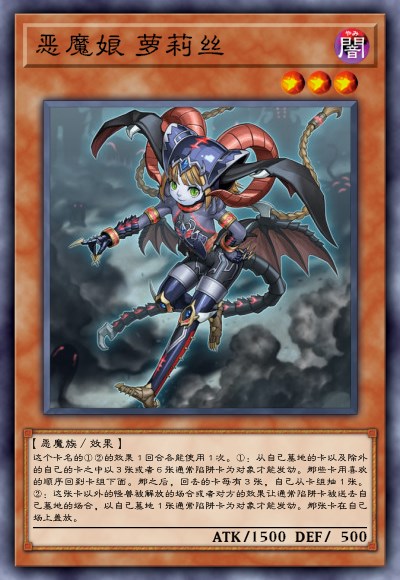 恶魔娘 萝莉丝
やみ
闇
【恶魔族／效果】
这个卡名的①②的效果1回合各能使用1次。①：从自己墓地的卡以及除外
的自己的卡之中以3张或者6张通常陷阱卡为对象才能发动。那些卡用喜欢
的顺序回到卡组下面。那之后，回去的卡每有3张，自己从卡组抽1张。
②：这张卡以外的怪兽被解放的场合或者对方的效果让通常陷阱卡被送去自
己墓地的场合，以自己墓地1张通常陷阱卡为对象才能发动。那张卡在自己
场上盖放。
ATK/1500 DEF/ 500